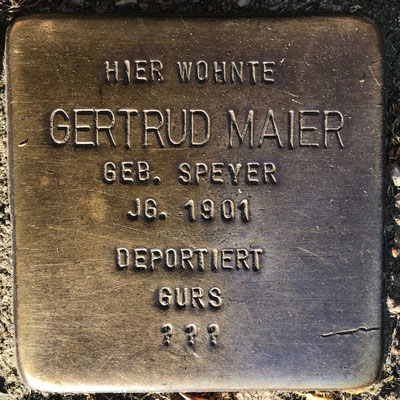 HIER WOHNTE
GERTRUD MAIER
GEB. SPEYER
JG. 1901
DEPORTIERT
GURS
???